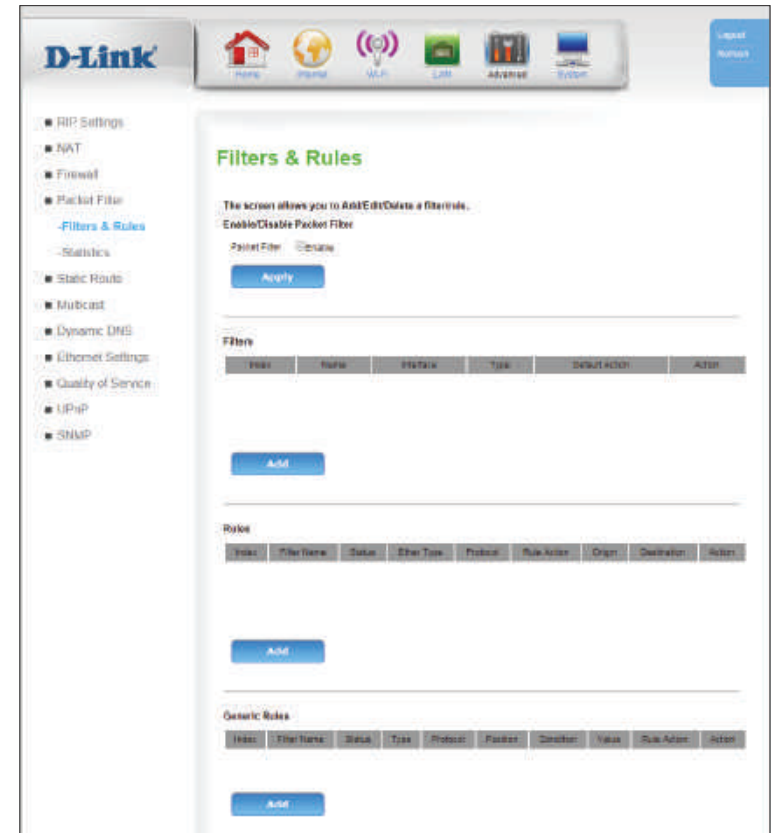 D-Link
Home Internet Wi-Fi LAN Advanced System
Logout
Refresh
RIP Settings
NAT
Firewall
Packet Filter
-Filters & Rules
-Statistics
Static Route
Multicast
Dynamic DNS
Ethernet Settings
Quality of Service
UPnP
SNMP
Filters & Rules
The screen allows you to Add/Edit/Delete a filter/rule.
Enable/Disable Packet Filter
Packet Filter Enable
Apply
Filters
Index Name Interface Type Default Action Action
Add
Rules
Index Filter Name Status Ether Type Protocol Rule Action Origin Destination Action
Add
Generic Rules
Index Filter Name Status Type Protocol Position Condition Value Rule Action Action
Add